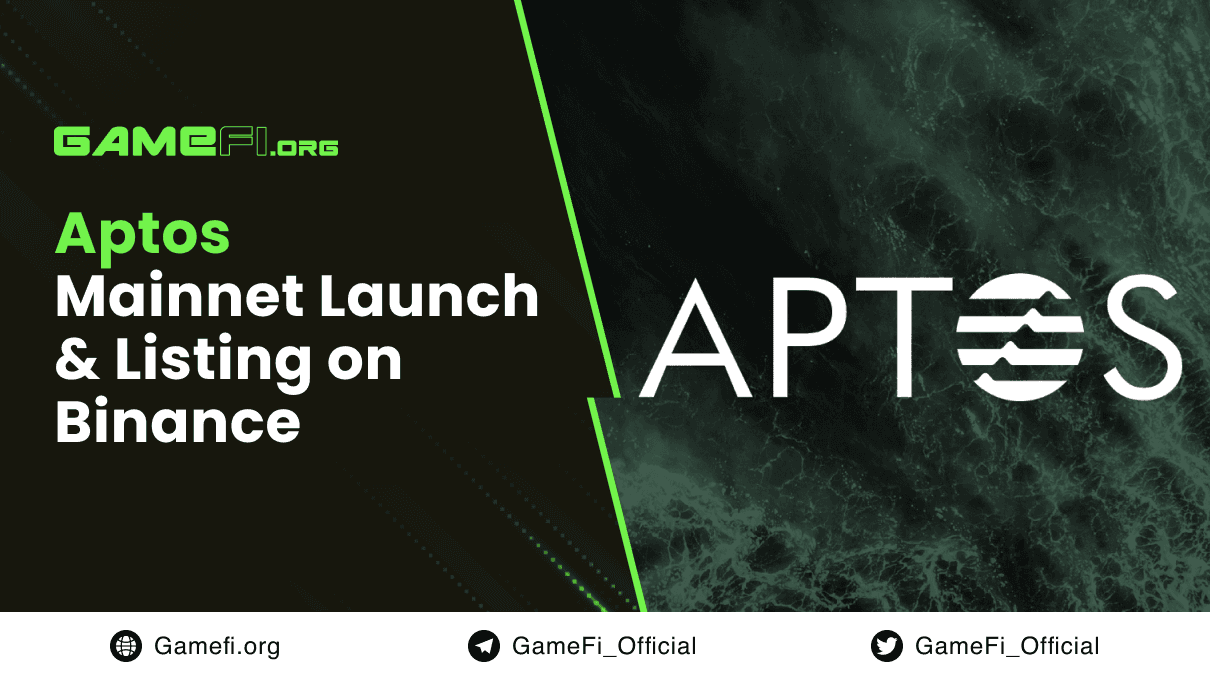 GAMEFI.ORG
Aptos
Mainnet Launch
& Listing on
Binance
APTOS
Gamefi.org
GameFi_Official
GameFi_Official